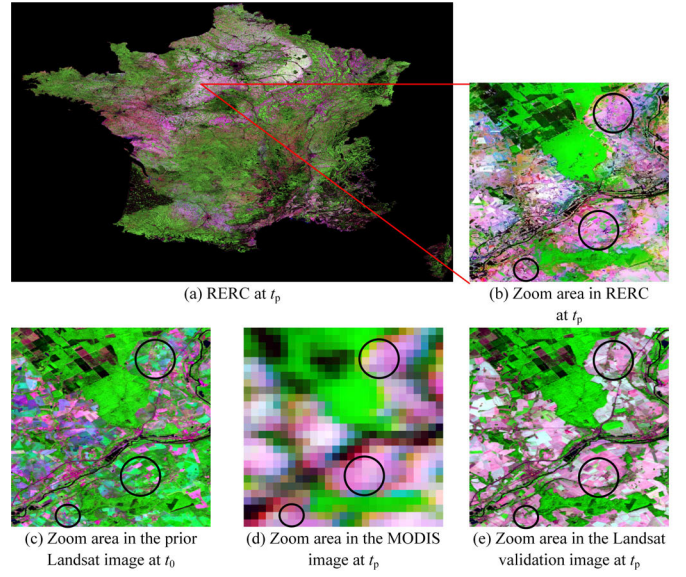 (a) RERC at tp
(b) Zoom area in RERC
at tp
(c) Zoom area in the prior
Landsat image at t0
(d) Zoom area in the MODIS
image at tp
(e) Zoom area in the Landsat
validation image at tp